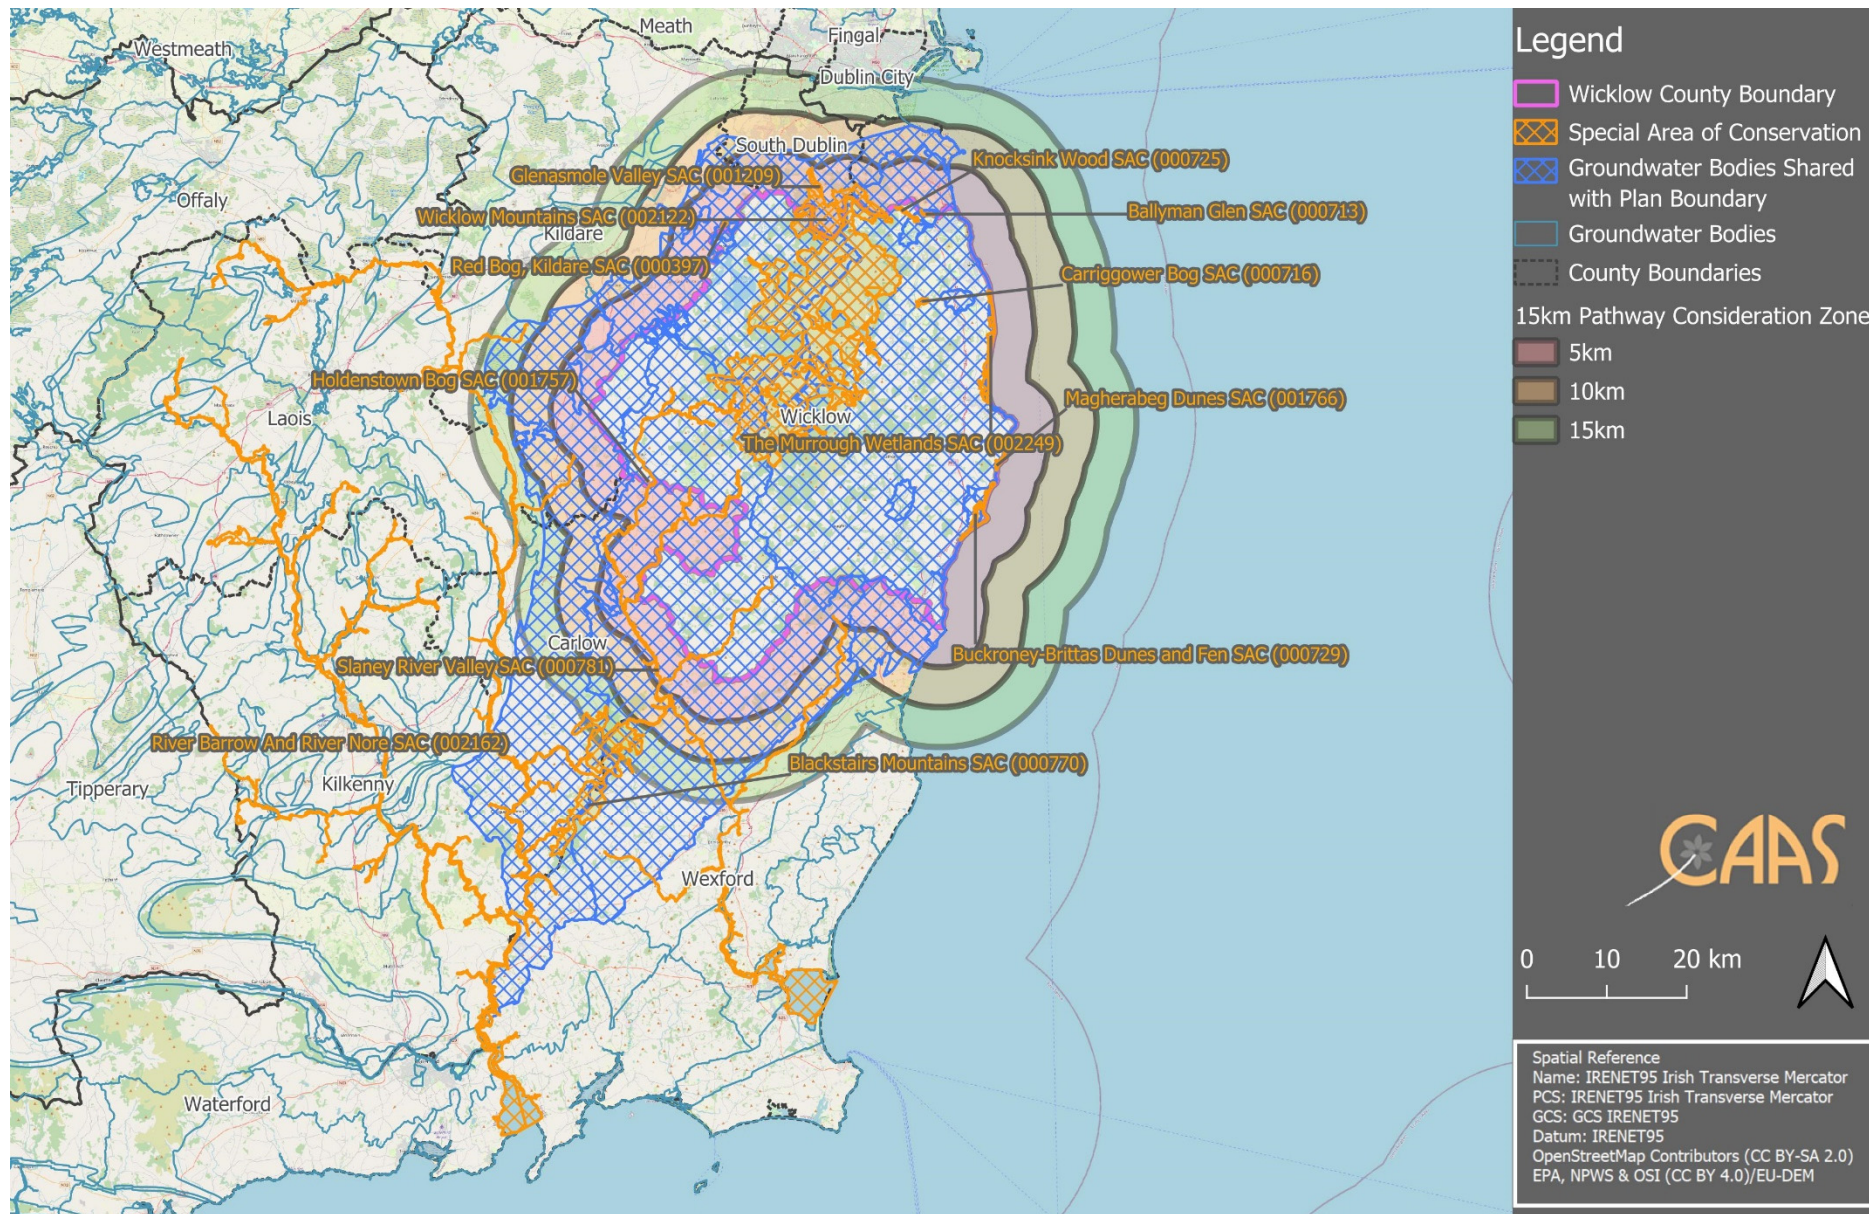 Westmeath
Meath
Fingal
Dublin City
South Dublin
Knocksink Wood SAC (000725)
Glenasmole Valley SAC (001209)
Offaly
Wicklow Mountains SAC (002122)
Ballyman Glen SAC (000713)
Kildare
Red Bog, Kildare SAC (000397)
Carriggower Bog SAC (000716)
Holdenstown Bog SAC (001757)
Magherabeg Dunes SAC (001766)
Laois
Wicklow
The Murrough Wetlands SAC (002249)
Carlow
Buckroney-Brittas Dunes and Fen SAC (000729)
Slaney River Valley SAC (000781)
River Barrow And River Nore SAC (002162)
Blackstairs Mountains SAC (000770)
Tipperary
Kilkenny
Wexford
Waterford
Legend
Wicklow County Boundary
Special Area of Conservation
Groundwater Bodies Shared
with Plan Boundary
Groundwater Bodies
County Boundaries
15km Pathway Consideration Zone
5km
10km
15km
CAAS
0 10 20 km
Spatial Reference
Name: IRENET95 Irish Transverse Mercator
PCS: IRENET95 Irish Transverse Mercator
GCS: GCS IRENET95
Datum: IRENET95
OpenStreetMap Contributors (CC BY-SA 2.0)
EPA, NPWS & OSI (CC BY 4.0)/EU-DEM